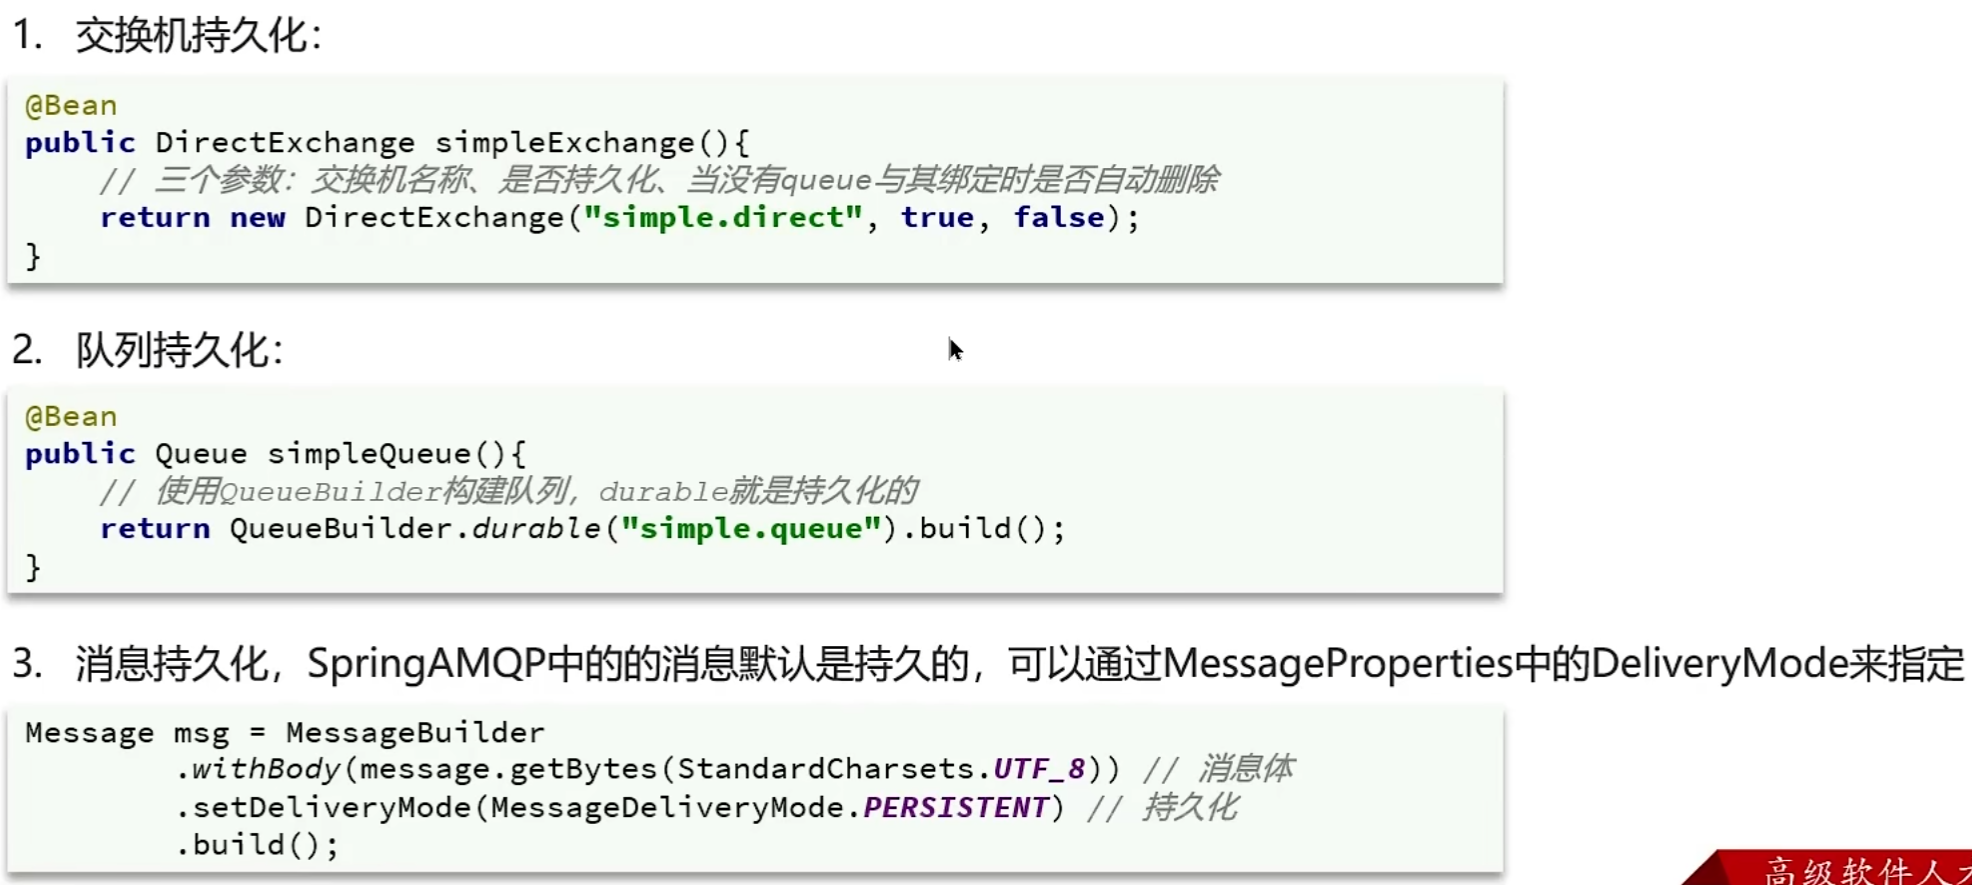 1. 交换机持久化：
@Bean
public DirectExchange simpleExchange(){
    // 三个参数：交换机名称、是否持久化、当没有queue与其绑定时是否自动删除
    return new DirectExchange("simple.direct", true, false);
}
2. 队列持久化：
@Bean
public Queue simpleQueue(){
    // 使用QueueBuilder构建队列，durable就是持久化的
    return QueueBuilder.durable("simple.queue").build();
}
3. 消息持久化，SpringAMQP中的的消息默认是持久的，可以通过MessageProperties中的DeliveryMode来指定
Message msg = MessageBuilder
        .withBody(message.getBytes(StandardCharsets.UTF_8)) // 消息体
        .setDeliveryMode(MessageDeliveryMode.PERSISTENT) // 持久化
        .build();
高级软件人